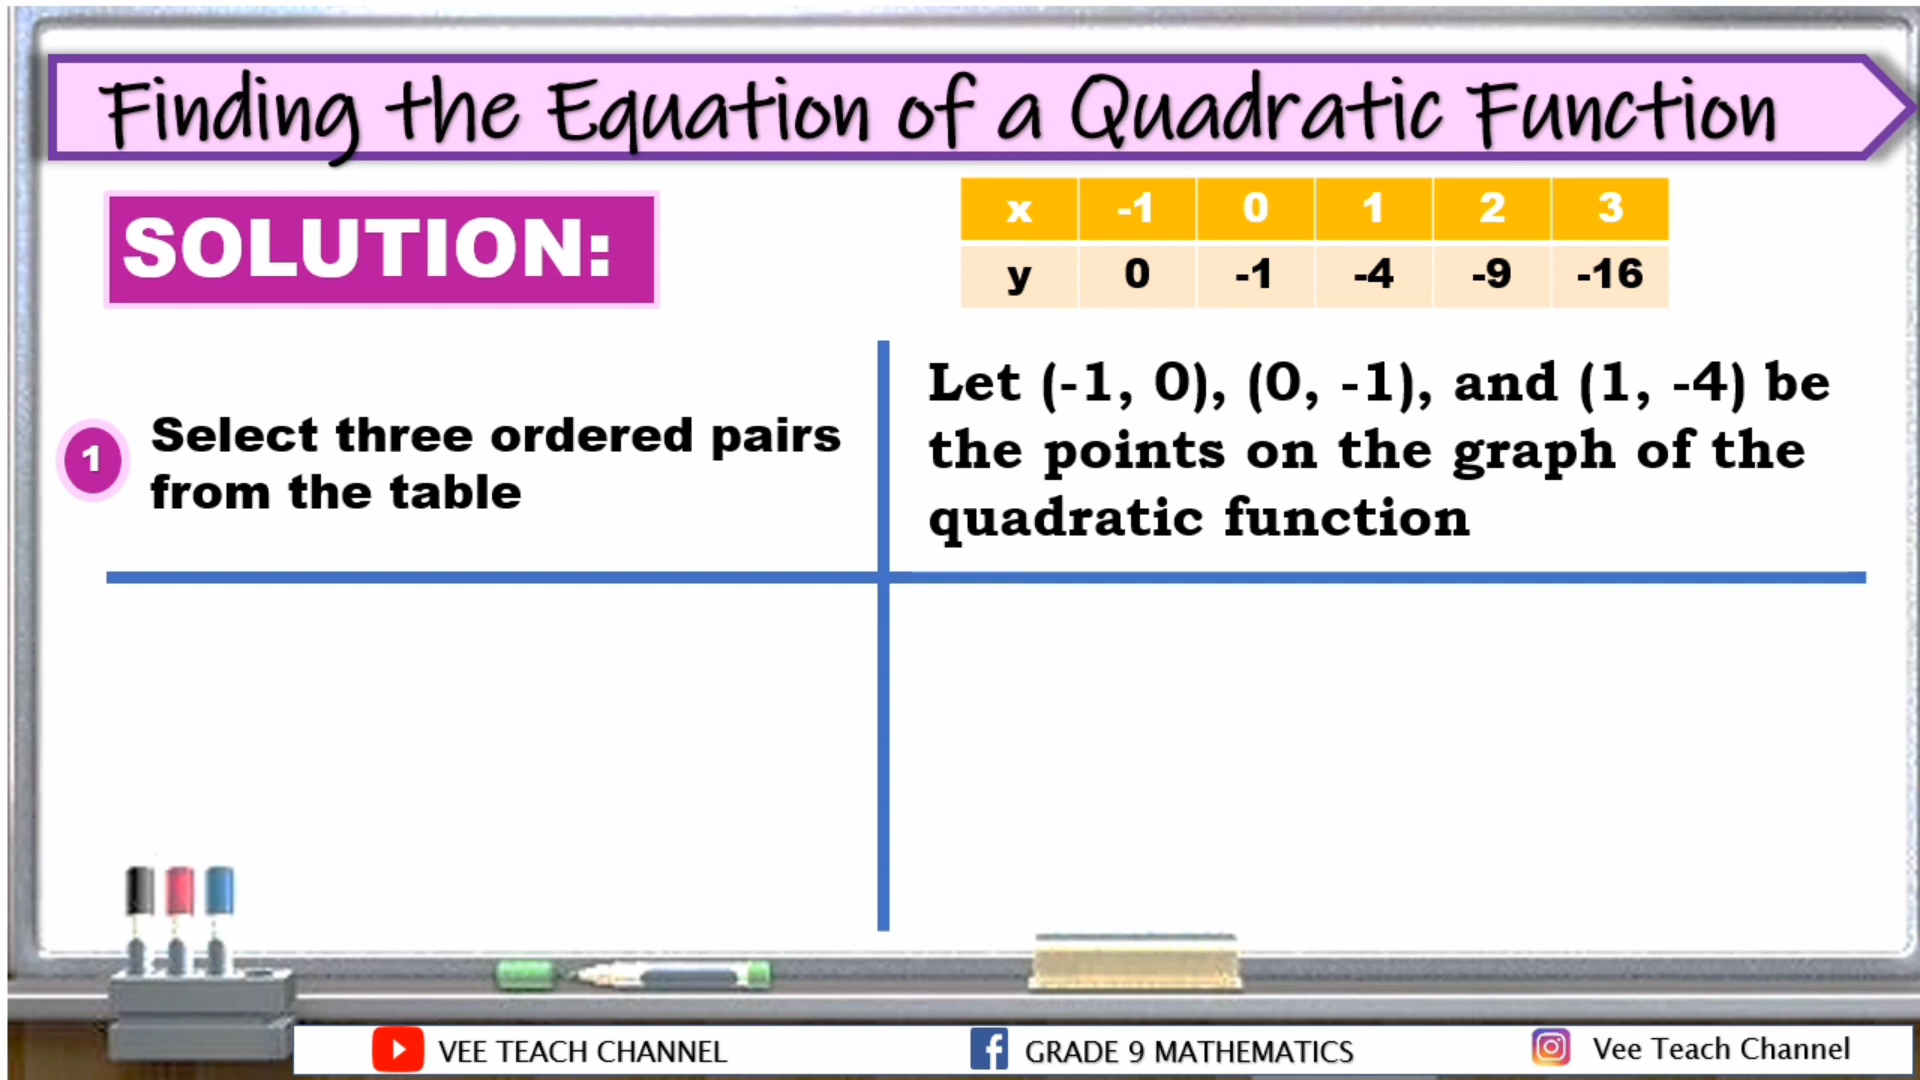 Finding the Equation of a Quadratic Function
SOLUTION:
x -1 0 1 2 3
y 0 -1 -4 -9 -16
1 Select three ordered pairs
from the table
Let (-1, 0), (0, -1), and (1, -4) be
the points on the graph of the
quadratic function
VEE TEACH CHANNEL
GRADE 9 MATHEMATICS
Vee Teach Channel